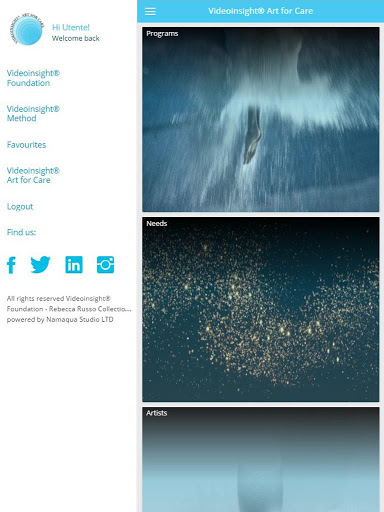 Hi Utente!
Welcome back
Videoinsight®
Foundation
Videoinsight®
Method
Favourites
Videoinsight®
Art for Care
Logout
Find us:
All rights reserved Videoinsight®
Foundation - Rebecca Russo Collectio...
powered by Namaqua Studio LTD
Videoinsight® Art for Care
Programs
Needs
Artists